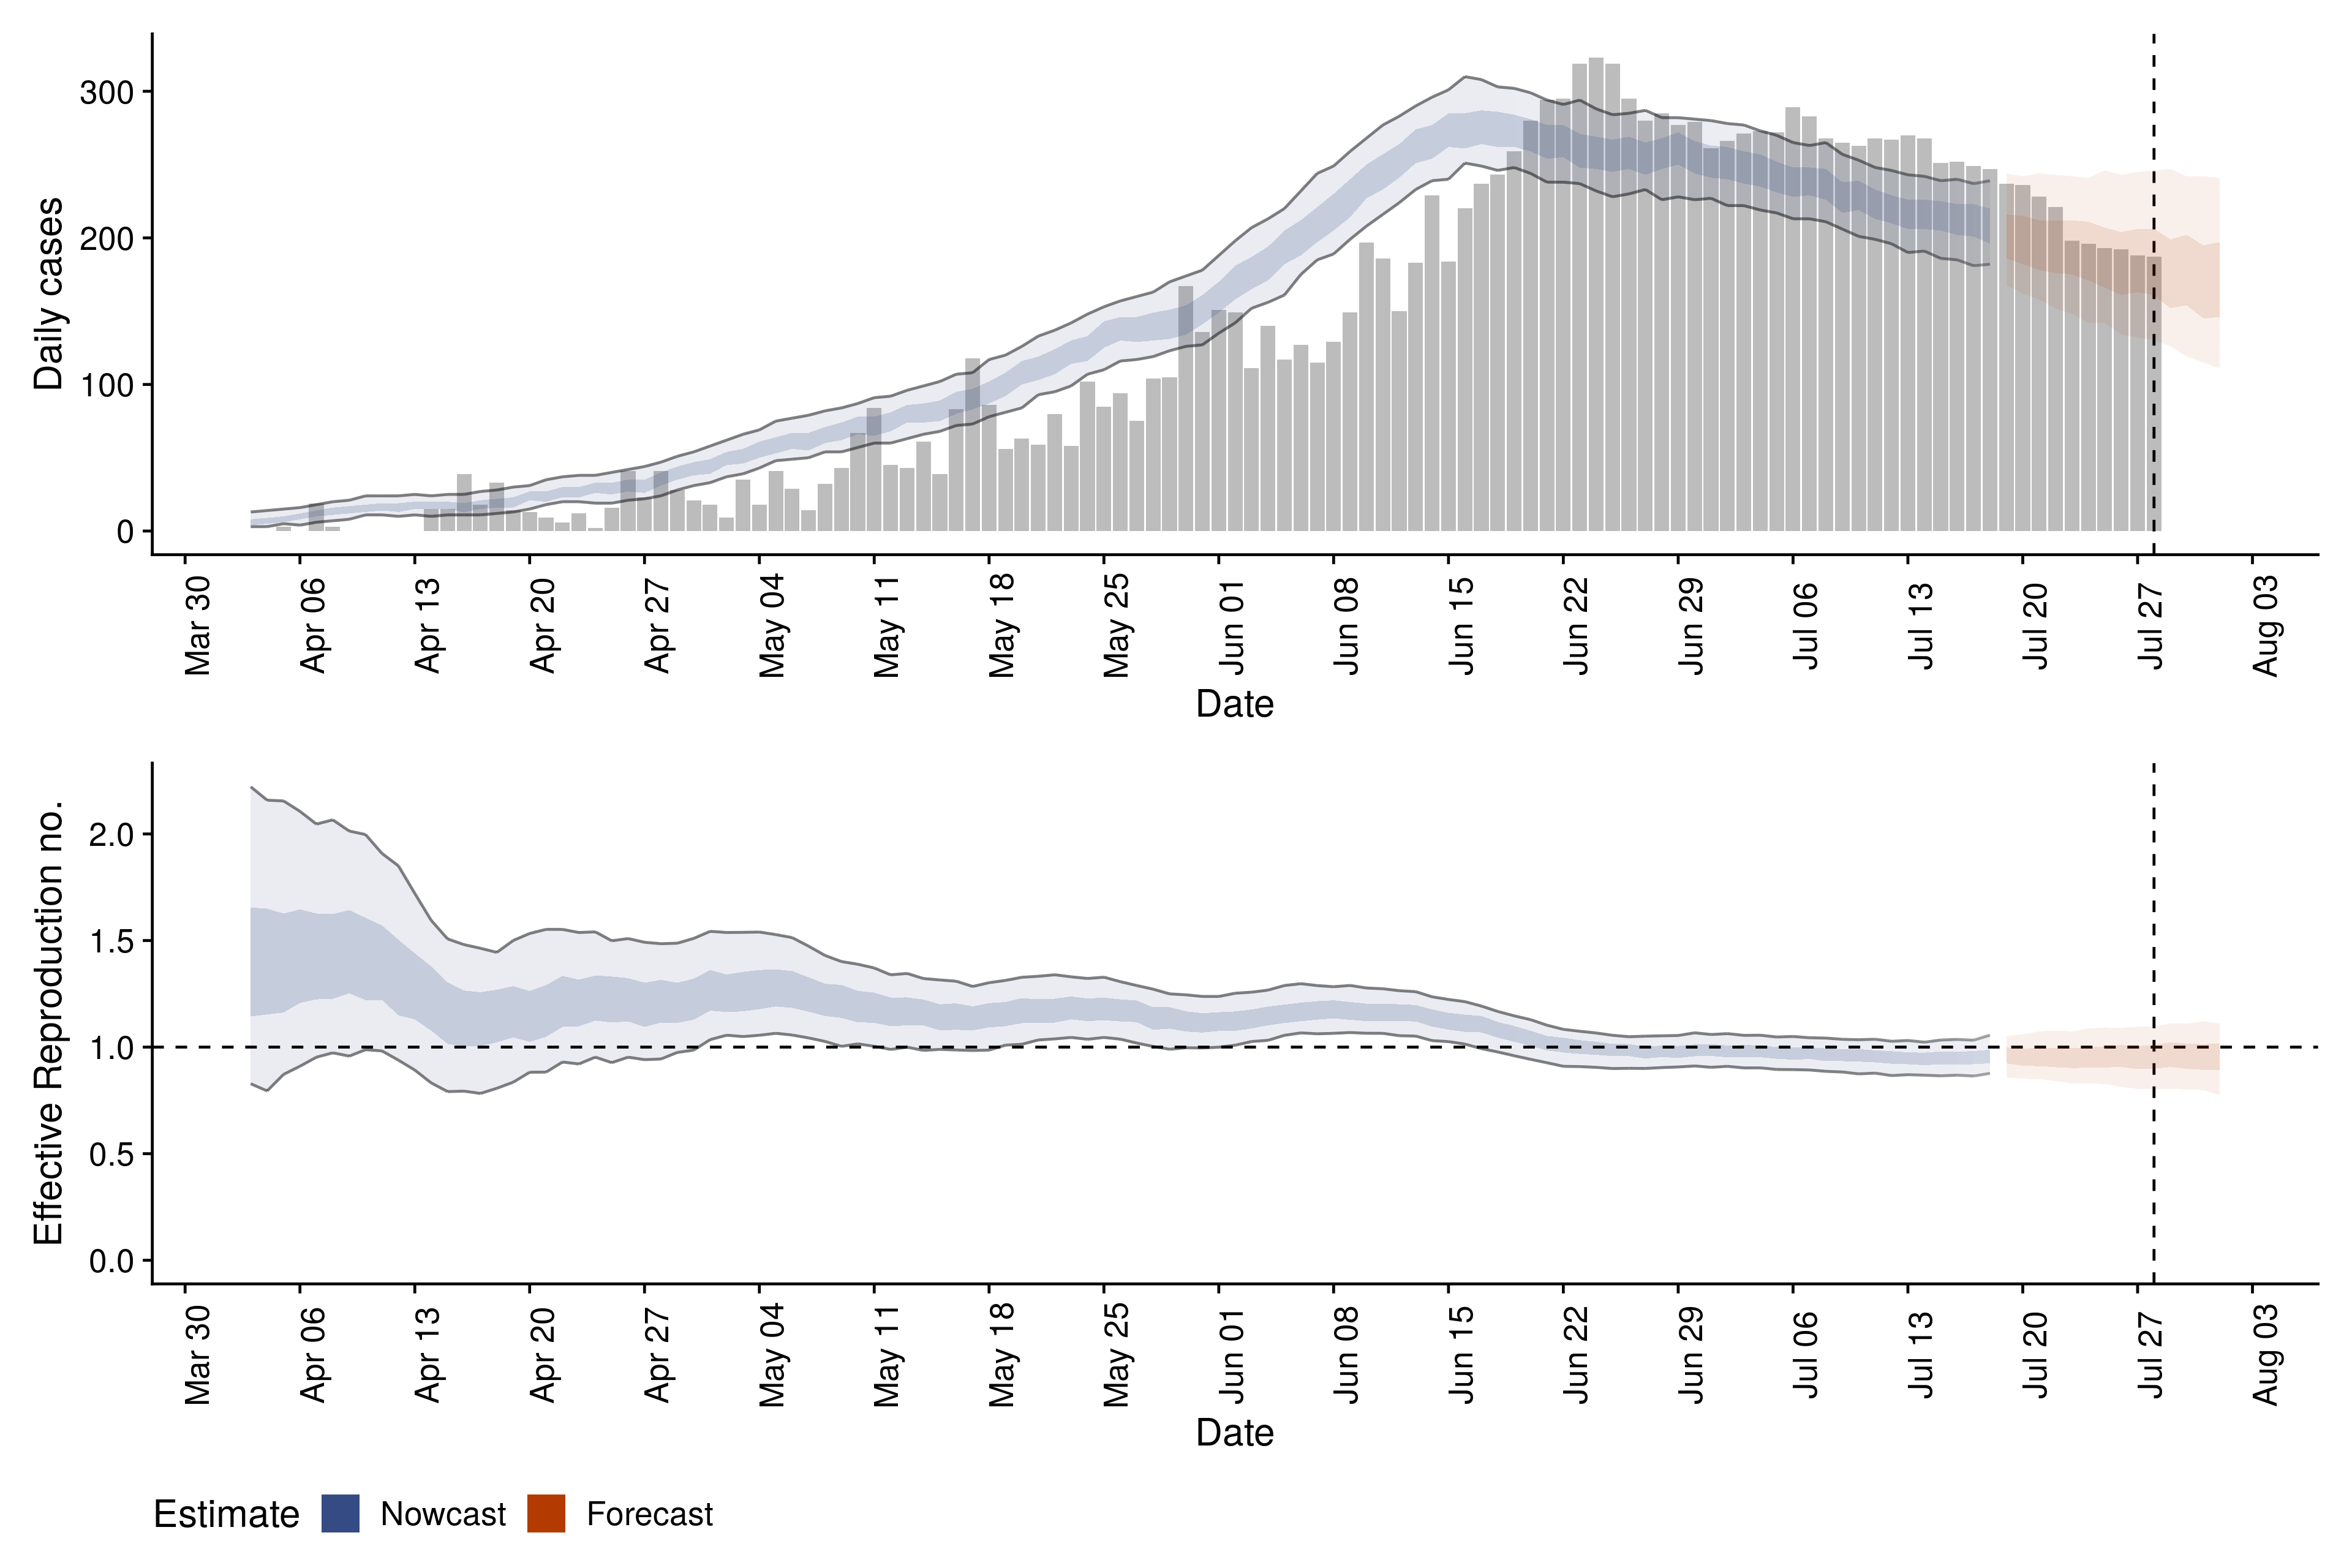 Daily cases
300
200
100
0
Mar 30
Apr 06
Apr 13
Apr 20
Apr 27
May 04
May 11
May 18
May 25
Jun 01
Jun 08
Jun 15
Jun 22
Jun 29
Jul 06
Jul 13
Jul 20
Jul 27
Aug 03
Date
Effective Reproduction no.
2.0
1.5
1.0
0.5
0.0
Mar 30
Apr 06
Apr 13
Apr 20
Apr 27
May 04
May 11
May 18
May 25
Jun 01
Jun 08
Jun 15
Jun 22
Jun 29
Jul 06
Jul 13
Jul 20
Jul 27
Aug 03
Date
Estimate Nowcast Forecast